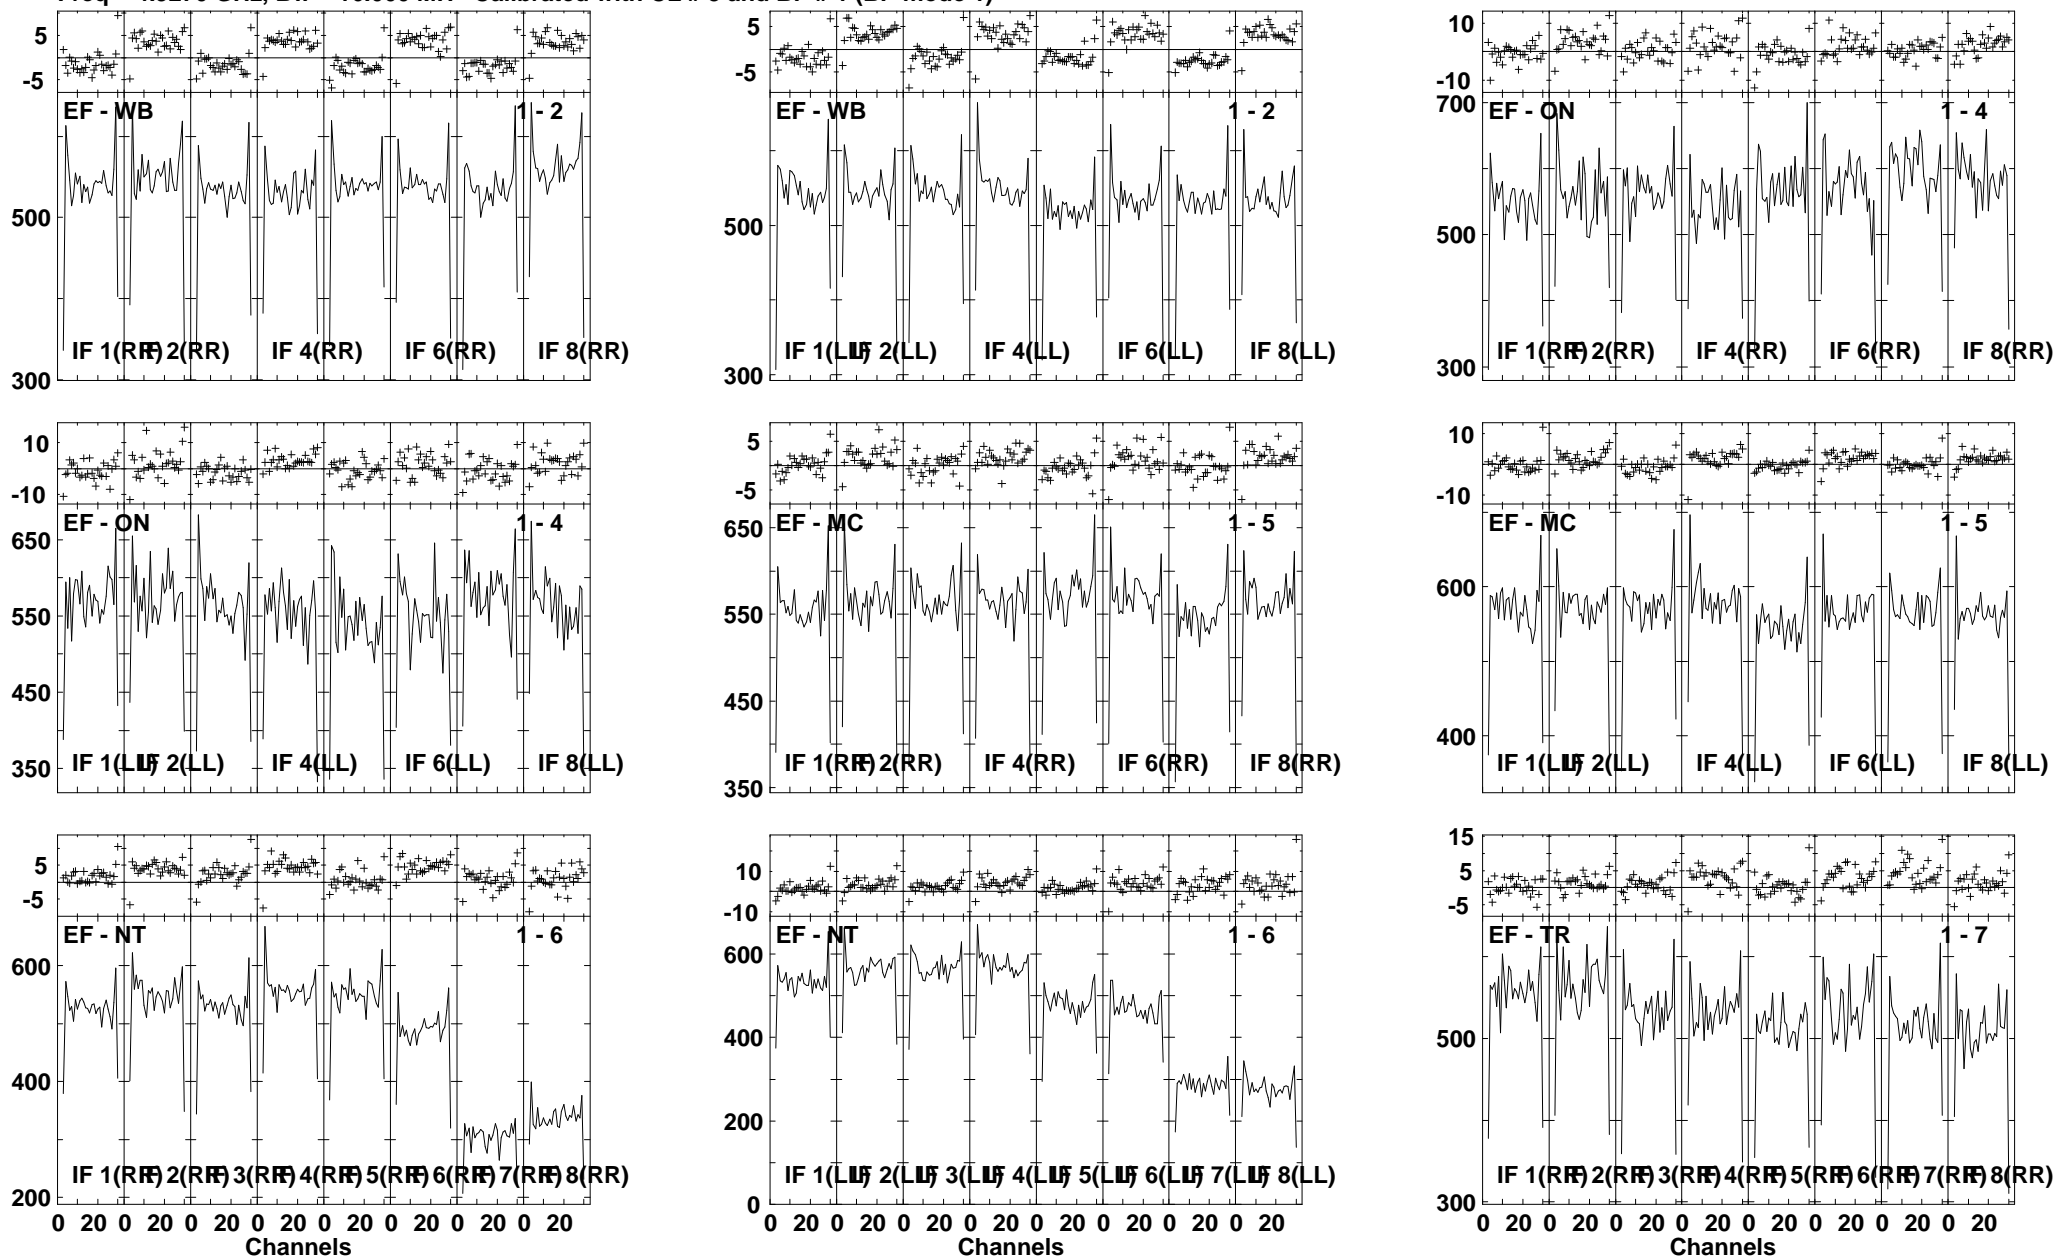 5
-5
EF - WB
1 - 2
500
IF 1(RR)
IF 2(RR)
IF 4(RR)
IF 6(RR)
IF 8(RR)
300
5
-5
EF - WB
1 - 2
500
IF 1(LL)
IF 2(LL)
IF 4(LL)
IF 6(LL)
IF 8(LL)
300
10
-10
700
EF - ON
1 - 4
500
IF 1(RR)
IF 2(RR)
IF 4(RR)
IF 6(RR)
IF 8(RR)
300
10
-10
EF - ON
1 - 4
650
550
450
IF 1(LL)
IF 2(LL)
IF 4(LL)
IF 6(LL)
IF 8(LL)
350
5
-5
EF - MC
1 - 5
650
550
450
IF 1(RR)
IF 2(RR)
IF 4(RR)
IF 6(RR)
IF 8(RR)
350
10
-10
EF - MC
1 - 5
600
400
IF 1(LL)
IF 2(LL)
IF 4(LL)
IF 6(LL)
IF 8(LL)
5
-5
EF - NT
1 - 6
600
400
IF 1(RR)
IF 2(RR)
IF 3(RR)
IF 4(RR)
IF 5(RR)
IF 6(RR)
IF 7(RR)
IF 8(RR)
200
0 20 0 20 0 20 0 20 0 20 0 20 0 20 0 20
Channels
10
-10
EF - NT
1 - 6
600
400
200
IF 1(LL)
IF 2(LL)
IF 3(LL)
IF 4(LL)
IF 5(LL)
IF 6(LL)
IF 7(LL)
IF 8(LL)
0
0 20 0 20 0 20 0 20 0 20 0 20 0 20 0 20
Channels
15
5
-5
EF - TR
1 - 7
500
IF 1(RR)
IF 2(RR)
IF 3(RR)
IF 4(RR)
IF 5(RR)
IF 6(RR)
IF 7(RR)
IF 8(RR)
300
0 20 0 20 0 20 0 20 0 20 0 20 0 20 0 20
Channels